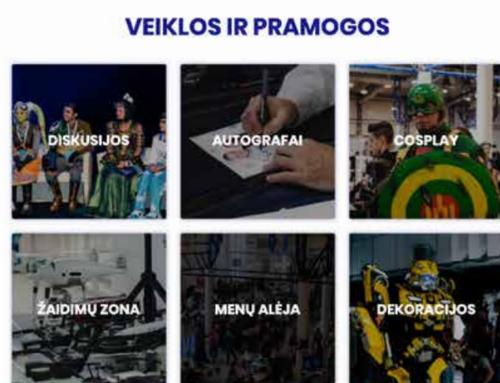 VEIKLOS IR PRAMOGOS
DISKUSIJOS
AUTOGRAFAI
COSPLAY
ŽAIDIMŲ ZONA
MENŲ ALĖJA
DEKORACIJOS